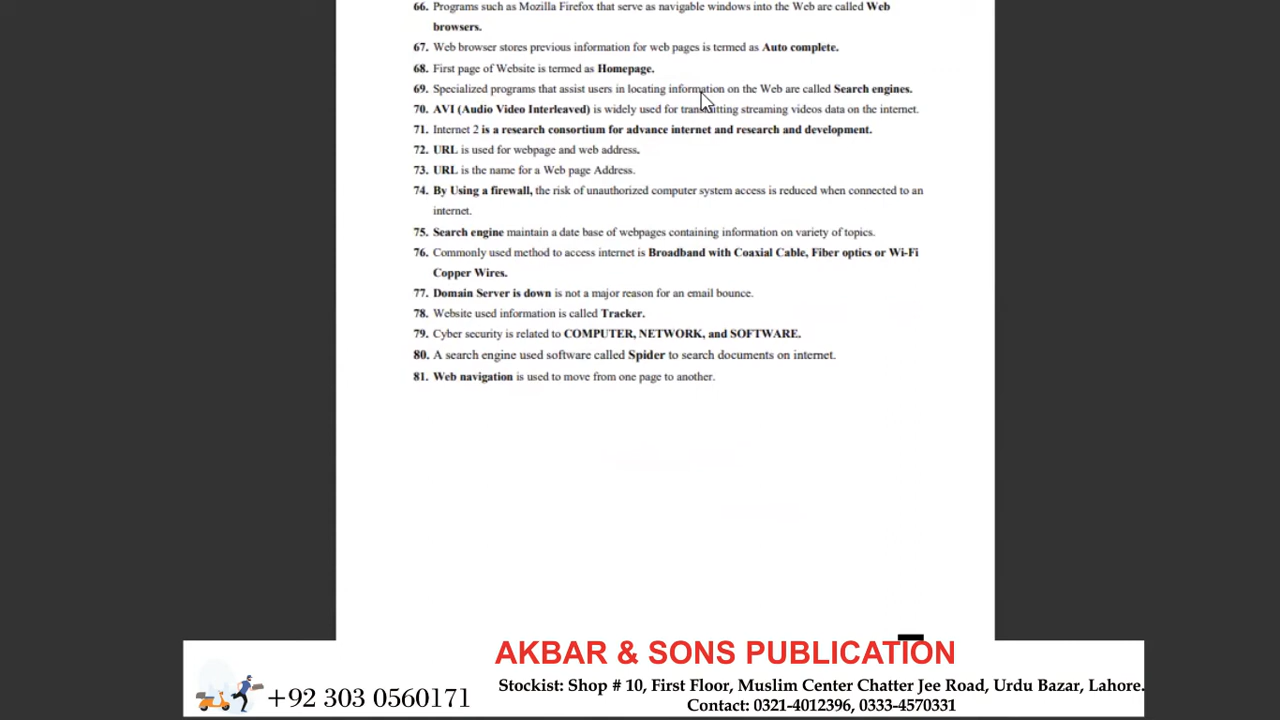 66. Programs such as Mozilla Firefox that serve as navigable windows into the Web are called Web
browsers.
67. Web browser stores previous information for web pages is termed as Auto complete.
68. First page of Website is termed as Homepage.
69. Specialized programs that assist users in locating information on the Web are called Search engines.
70. AVI (Audio Video Interleaved) is widely used for transmitting streaming videos data on the internet.
71. Internet 2 is a research consortium for advance internet and research and development.
72. URL is used for webpage and web address.
73. URL is the name for a Web page Address.
74. By Using a firewall, the risk of unauthorized computer system access is reduced when connected to an
internet.
75. Search engine maintain a date base of webpages containing information on variety of topics.
76. Commonly used method to access internet is Broadband with Coaxial Cable, Fiber optics or Wi-Fi
Copper Wires.
77. Domain Server is down is not a major reason for an email bounce.
78. Website used information is called Tracker.
79. Cyber security is related to COMPUTER, NETWORK, and SOFTWARE.
80. A search engine used software called Spider to search documents on internet.
81. Web navigation is used to move from one page to another.
AKBAR & SONS PUBLICATION
+92 303 0560171
Stockist: Shop # 10, First Floor, Muslim Center Chatter Jee Road, Urdu Bazar, Lahore.
Contact: 0321-4012396, 0333-4570331